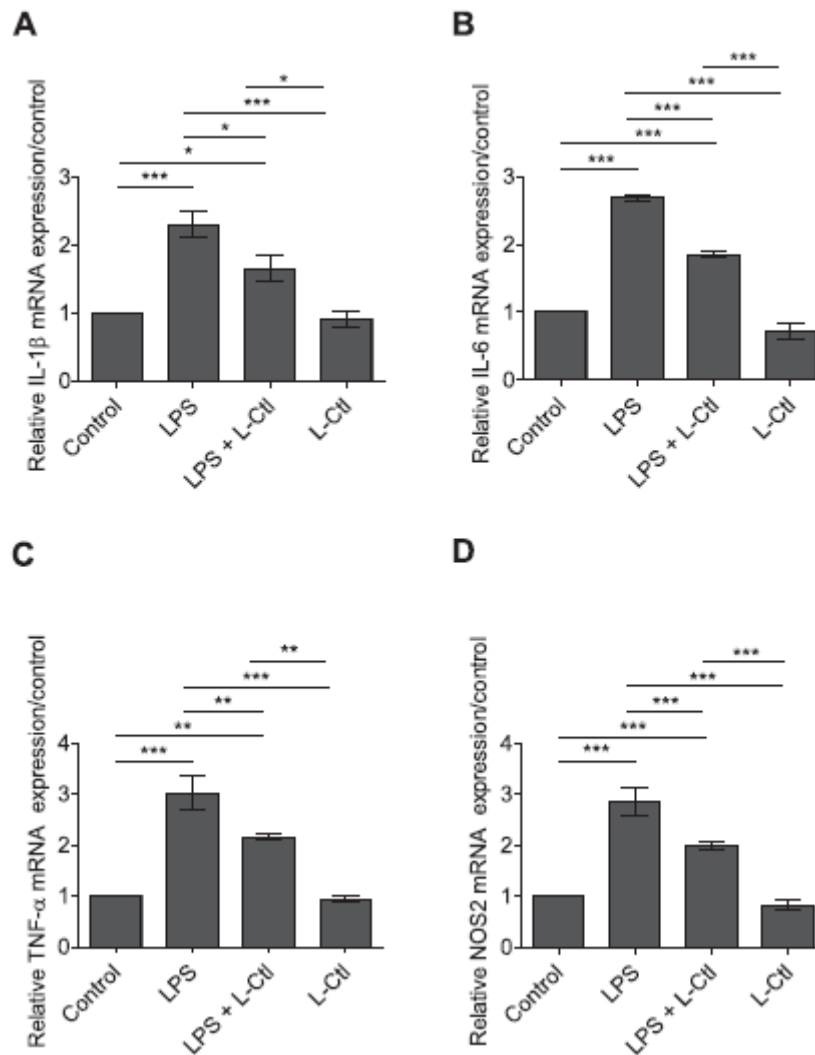 A
Relative IL-1β mRNA expression/control
*
***
*
*
***
3
2
1
0
Control
LPS
LPS + L-Ctl
L-Ctl
B
Relative IL-6 mRNA expression/control
***
***
***
***
***
3
2
1
0
Control
LPS
LPS + L-Ctl
L-Ctl
C
Relative TNF-α mRNA expression/control
**
***
**
**
***
4
3
2
1
0
Control
LPS
LPS + L-Ctl
L-Ctl
D
Relative NOS2 mRNA expression/control
***
***
***
***
***
4
3
2
1
0
Control
LPS
LPS + L-Ctl
L-Ctl